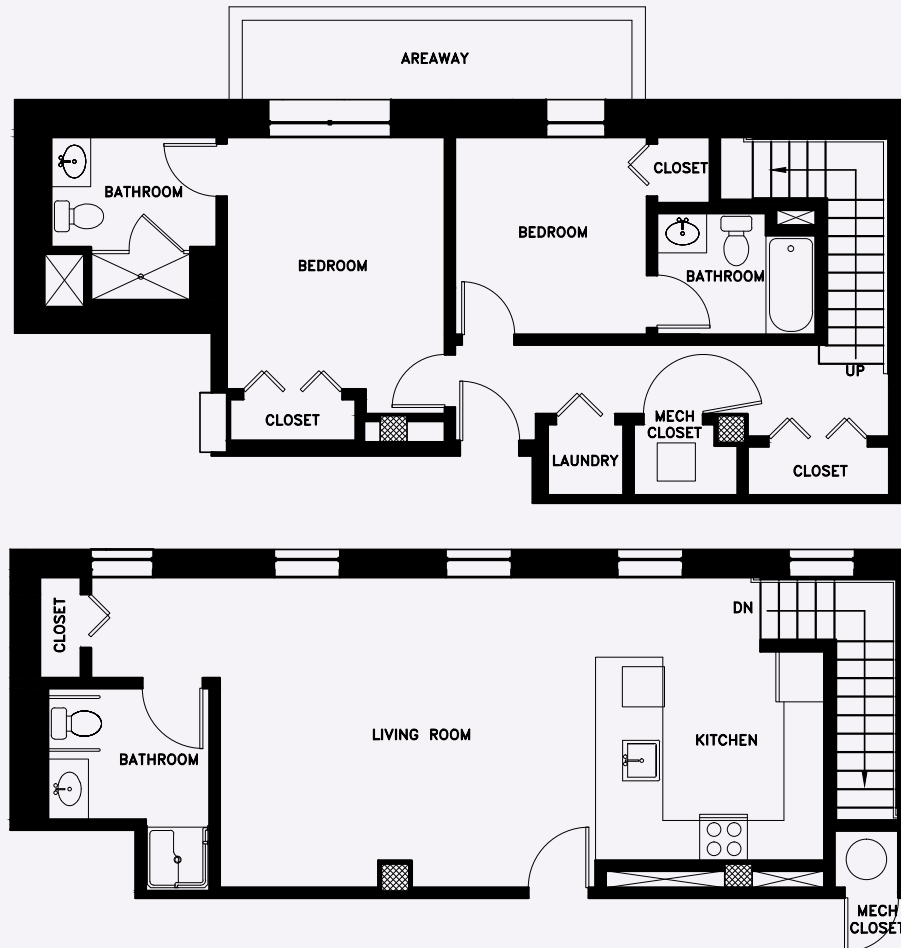 AREAWAY
BATHROOM
CLOSET
BEDROOM
BEDROOM
BATHROOM
UP
CLOSET
MECH
CLOSET
LAUNDRY
CLOSET
CLOSET
DN
LIVING ROOM
KITCHEN
BATHROOM
MECH
CLOSET